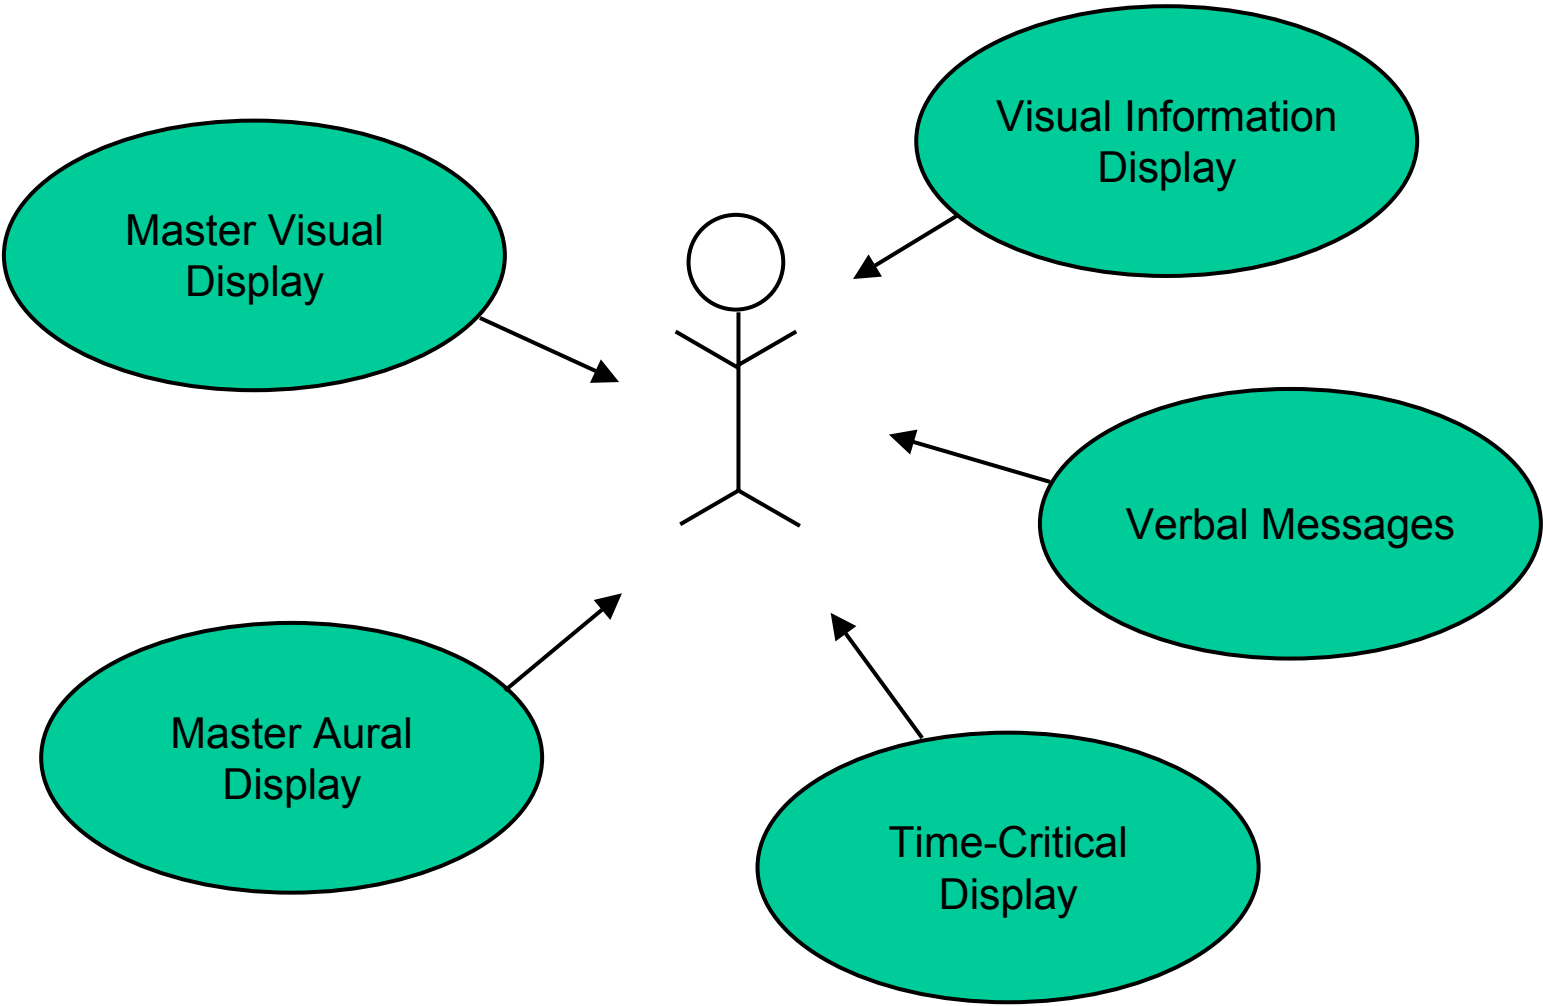 Visual Information
Display
Master Visual
Display
Verbal Messages
Master Aural
Display
Time-Critical
Display